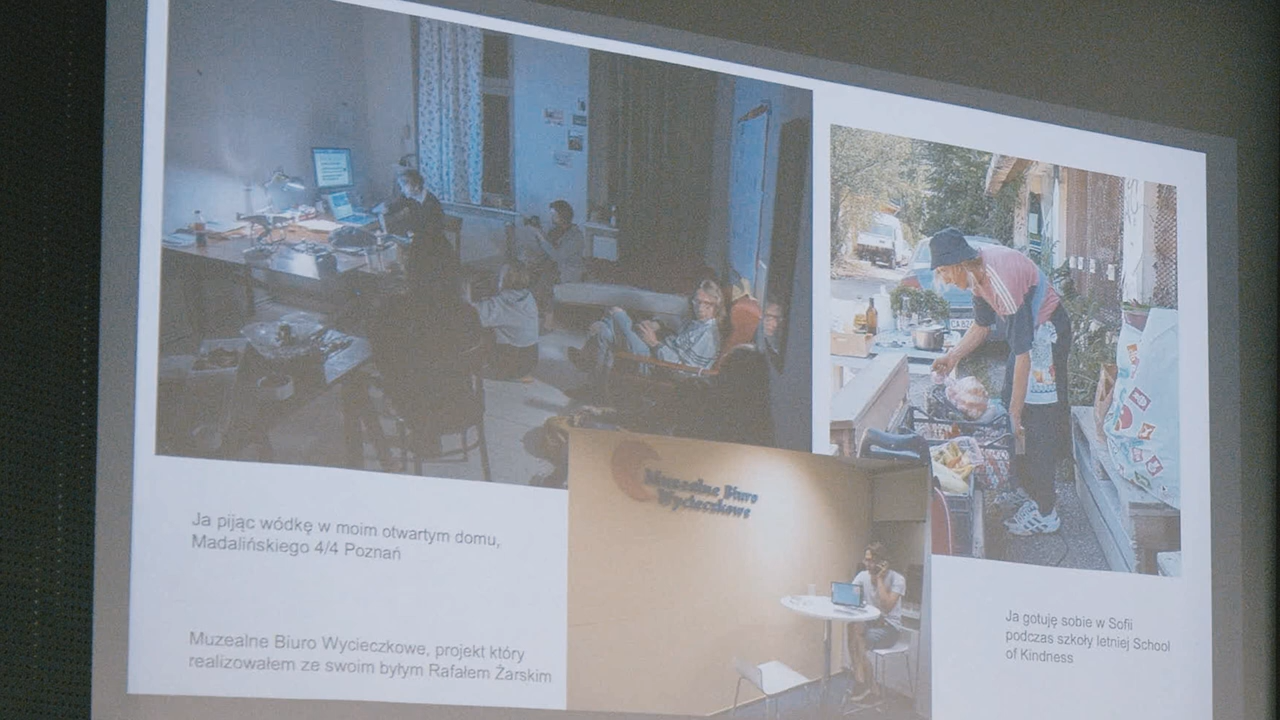 Muzealne Biuro
Wycieczkowe
Ja pijąc wódkę w moim otwartym domu,
Madalińskiego 4/4 Poznań
Muzealne Biuro Wycieczkowe, projekt który
realizowałem ze swoim byłym Rafałem Żarskim
Ja gotuję sobie w Sofii
podczas szkoły letniej School
of Kindness